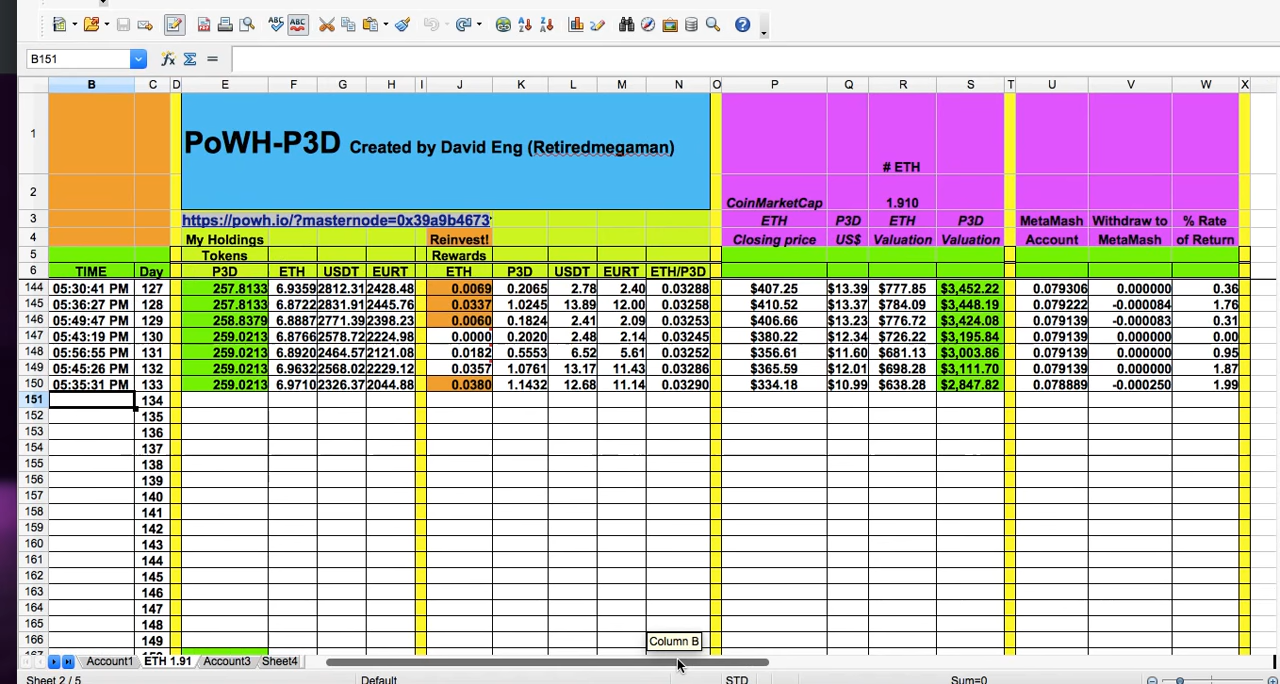 B151
B C D E F G H I J K L M N O P Q R S T U V W X
1 PoWH-P3D Created by David Eng (Retiredmegaman) # ETH
2 CoinMarketCap 1.910
3 https://powh.io/?masternode=0x39a9b4673 ETH P3D ETH P3D MetaMash Withdraw to % Rate
4 My Holdings Reinvest! Closing price US$ Valuation Valuation Account MetaMash of Return
5 Tokens Rewards
6 TIME Day P3D ETH USDT EURT ETH P3D USDT EURT ETH/P3D
144 05:30:41 PM 127 257.8133 6.9359 2812.31 2428.48 0.0069 0.2065 2.78 2.40 0.03288 $407.25 $13.39 $777.85 $3,452.22 0.079306 0.000000 0.36
145 05:36:27 PM 128 257.8133 6.8722 2831.91 2445.76 0.0337 1.0245 13.89 12.00 0.03258 $410.52 $13.37 $784.09 $3,448.19 0.079222 -0.000084 1.76
146 05:49:47 PM 129 258.8379 6.8887 2771.39 2398.23 0.0060 0.1824 2.41 2.09 0.03253 $406.66 $13.23 $776.72 $3,424.08 0.079139 -0.000083 0.31
147 05:43:19 PM 130 259.0213 6.8766 2578.72 2224.98 0.0000 0.2020 2.48 2.14 0.03245 $380.22 $12.34 $726.22 $3,195.84 0.079139 0.000000 0.00
148 05:56:55 PM 131 259.0213 6.8920 2464.57 2121.08 0.0182 0.5553 6.52 5.61 0.03252 $356.61 $11.60 $681.13 $3,003.86 0.079139 0.000000 0.95
149 05:45:26 PM 132 259.0213 6.9632 2568.02 2229.12 0.0357 1.0761 13.17 11.43 0.03286 $365.59 $12.01 $698.28 $3,111.70 0.079139 0.000000 1.87
150 05:35:31 PM 133 259.0213 6.9710 2326.37 2044.88 0.0380 1.1432 12.68 11.14 0.03290 $334.18 $10.99 $638.28 $2,847.82 0.078889 -0.000250 1.99
151 134
152 135
153 136
154 137
155 138
156 139
157 140
158 141
159 142
160 143
161 144
162 145
163 146
164 147
165 148
166 149
Column B
Account1 ETH 1.91 Account3 Sheet4
Sheet 2 / 5 Default STD Sum=0